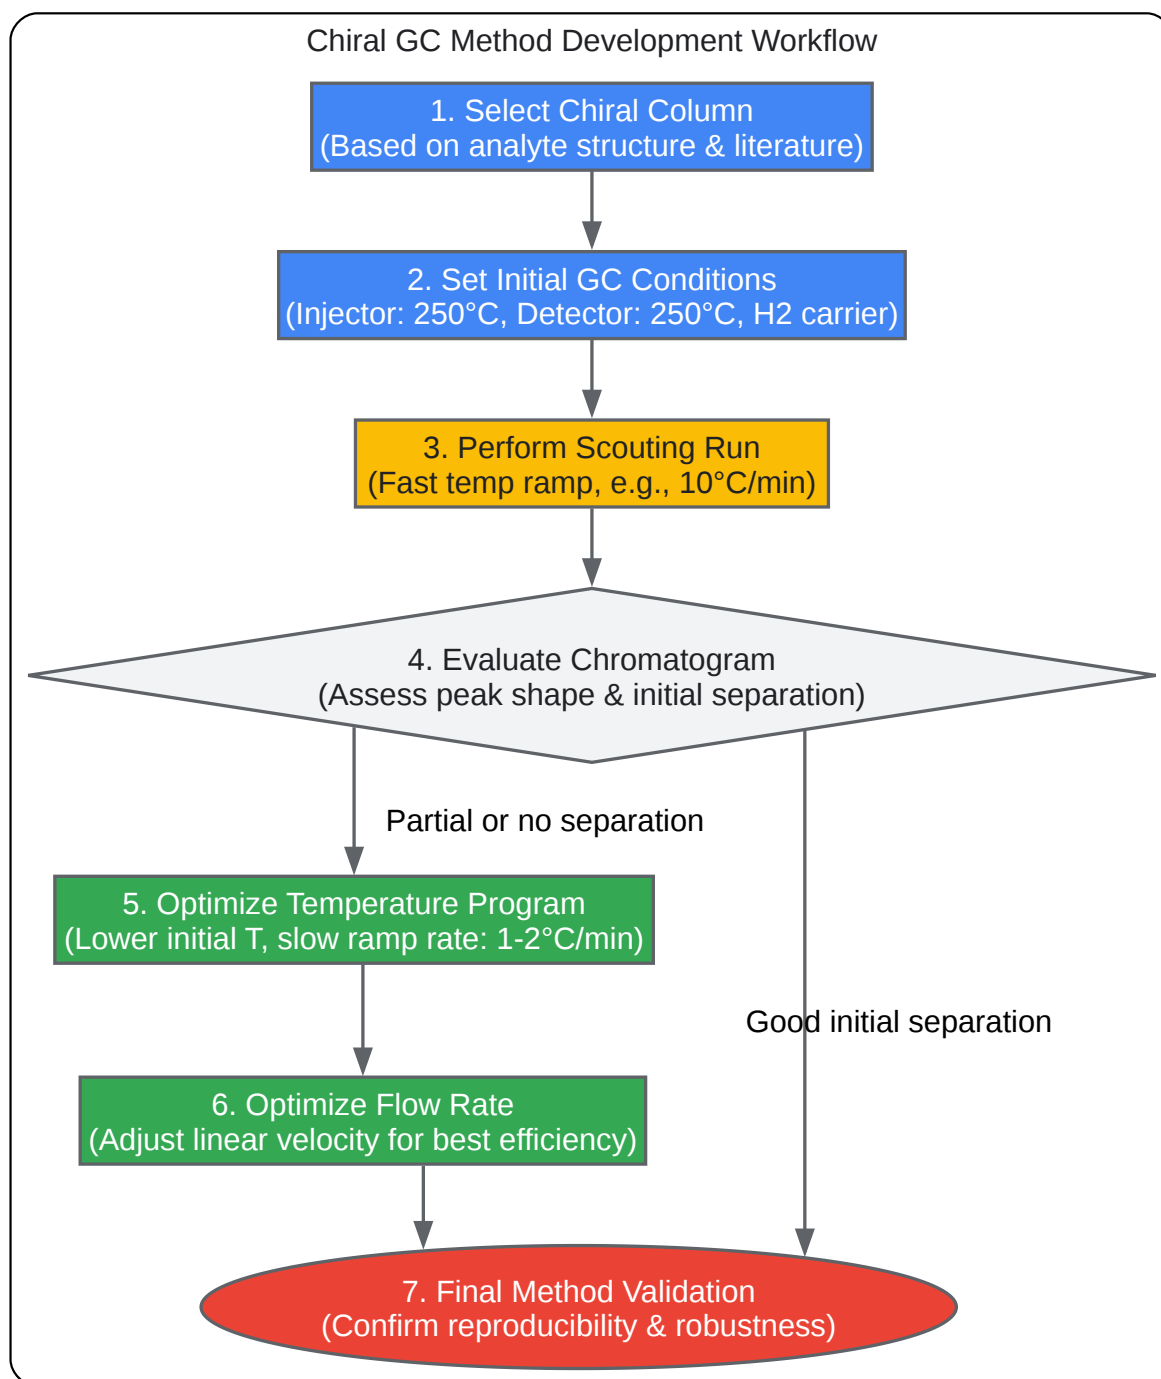 Chiral GC Method Development Workflow
1. Select Chiral Column
(Based on analyte structure & literature)
2. Set Initial GC Conditions
(Injector: 250°C, Detector: 250°C, H2 carrier)
3. Perform Scouting Run
(Fast temp ramp, e.g., 10°C/min)
4. Evaluate Chromatogram
(Assess peak shape & initial separation)
Partial or no separation
5. Optimize Temperature Program
(Lower initial T, slow ramp rate: 1-2°C/min)
Good initial separation
6. Optimize Flow Rate
(Adjust linear velocity for best efficiency)
7. Final Method Validation
(Confirm reproducibility & robustness)